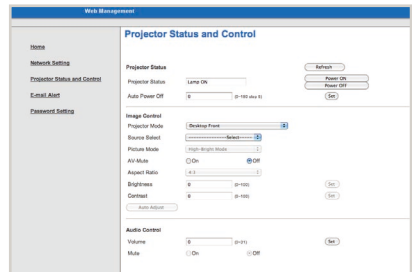 Web Management
Projector Status and Control
Home
Network Setting
Projector Status and Control
E-mail Alert
Password Setting
Projector Status
Refresh
Projector Status Lamp ON Power ON
Power OFF
Auto Power Off 0 Set
Image Control
Projector Mode Desktop Front
Source Select Select
Picture Mode High-Bright Mode
AV-Mute On Off
Aspect Ratio 4:3
Brightness 0 (0~100) Set
Contrast 0 (0~100) Set
Auto Adjust
Audio Control
Volume 0 (0~31) Set
Mute On Off